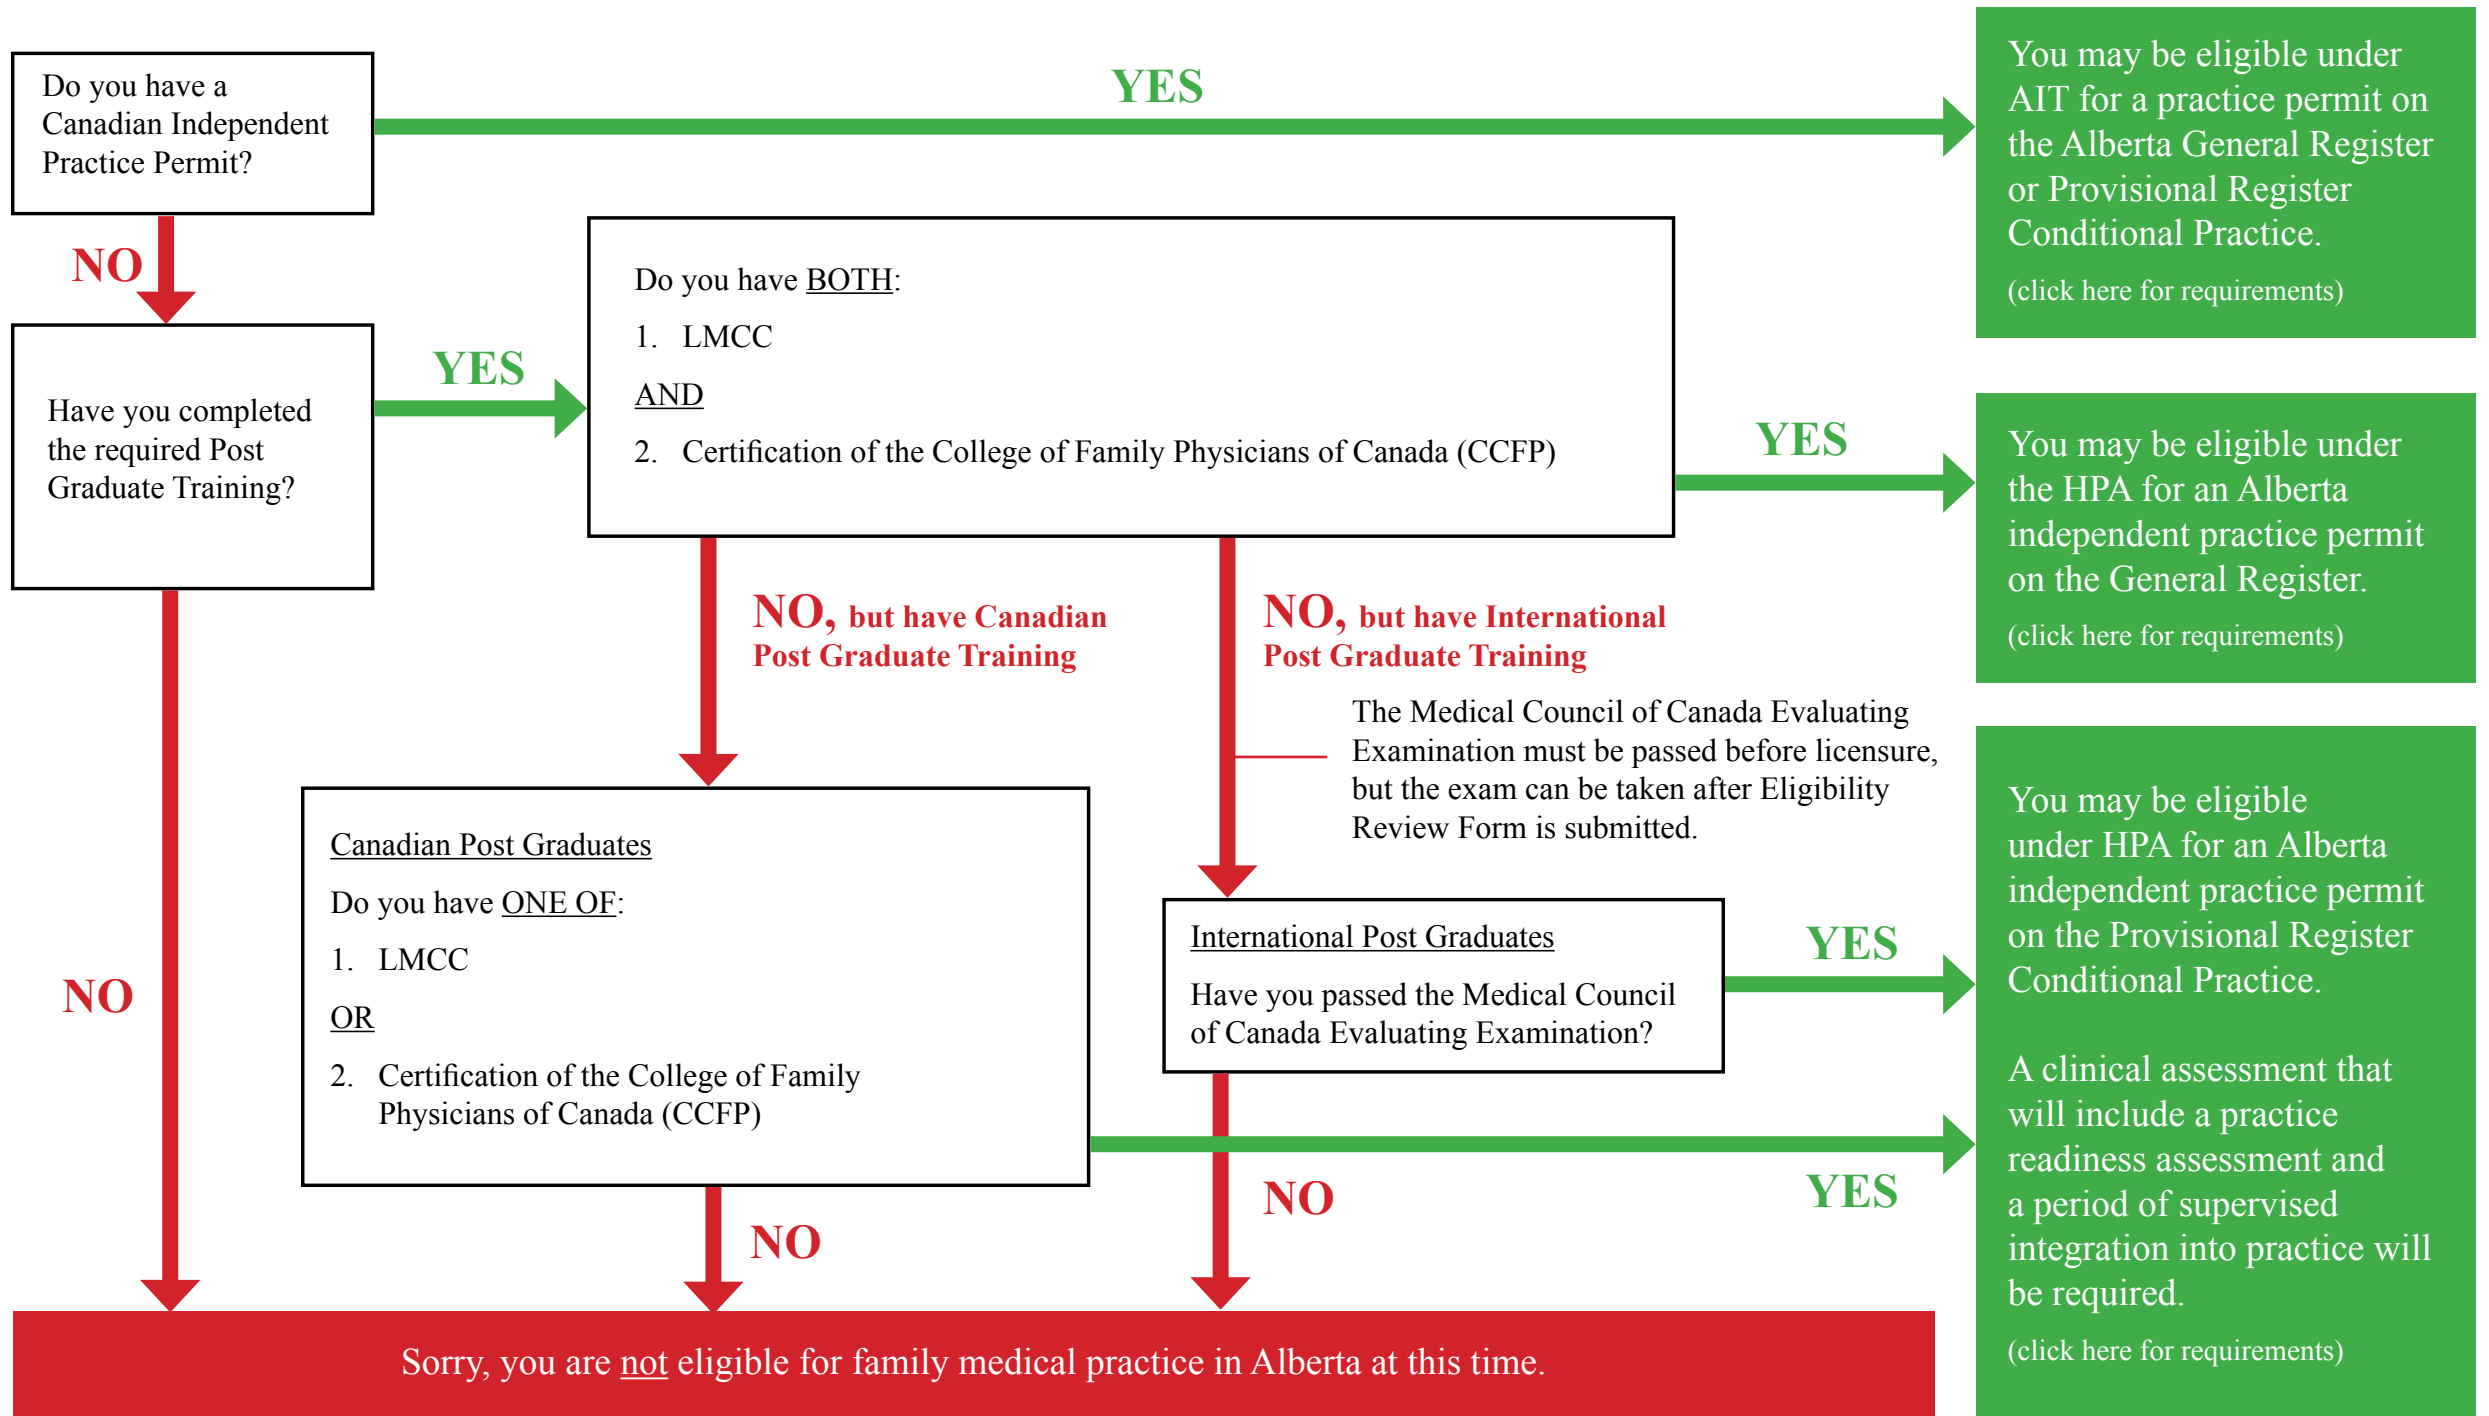 Do you have a
Canadian Independent
Practice Permit?
YES
You may be eligible under
AIT for a practice permit on
the Alberta General Register
or Provisional Register
Conditional Practice.
(click here for requirements)
NO
Have you completed
the required Post
Graduate Training?
YES
Do you have BOTH:
1. LMCC
AND
2. Certification of the College of Family Physicians of Canada (CCFP)
YES
You may be eligible under
the HPA for an Alberta
independent practice permit
on the General Register.
(click here for requirements)
NO, but have Canadian
Post Graduate Training
NO, but have International
Post Graduate Training
The Medical Council of Canada Evaluating
Examination must be passed before licensure,
but the exam can be taken after Eligibility
Review Form is submitted.
Canadian Post Graduates
Do you have ONE OF:
1. LMCC
OR
2. Certification of the College of Family
Physicians of Canada (CCFP)
International Post Graduates
Have you passed the Medical Council
of Canada Evaluating Examination?
YES
You may be eligible
under HPA for an Alberta
independent practice permit
on the Provisional Register
Conditional Practice.
A clinical assessment that
will include a practice
readiness assessment and
a period of supervised
integration into practice will
be required.
(click here for requirements)
YES
NO
NO
NO
Sorry, you are not eligible for family medical practice in Alberta at this time.